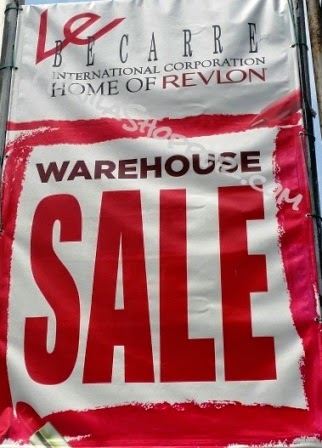 Le
BECARRE
INTERNATIONAL CORPORATION
HOME OF REVLON
WAREHOUSE
SALE